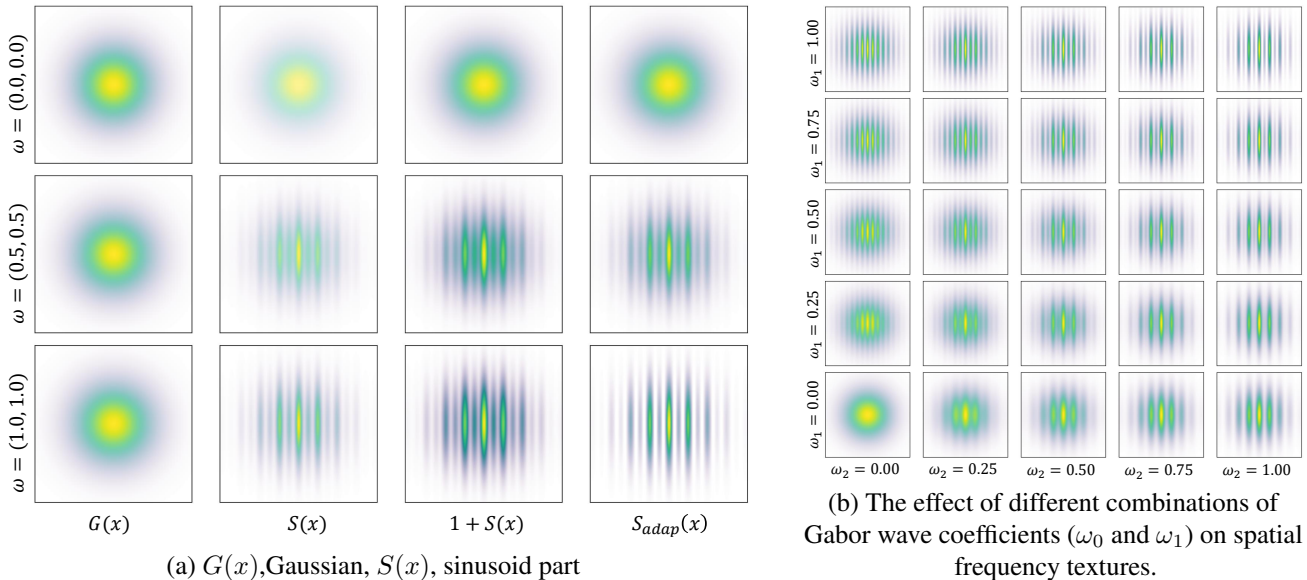 ω = (0.0, 0.0)
ω = (0.5, 0.5)
ω = (1.0, 1.0)
G(x) S(x) 1 + S(x) S_adap(x)
(a) G(x),Gaussian, S(x), sinusoid part
ω₁ = 1.00
ω₁ = 0.75
ω₁ = 0.50
ω₁ = 0.25
ω₁ = 0.00
ω₂ = 0.00 ω₂ = 0.25 ω₂ = 0.50 ω₂ = 0.75 ω₂ = 1.00
(b) The effect of different combinations of
Gabor wave coefficients (ω₀ and ω₁) on spatial
frequency textures.